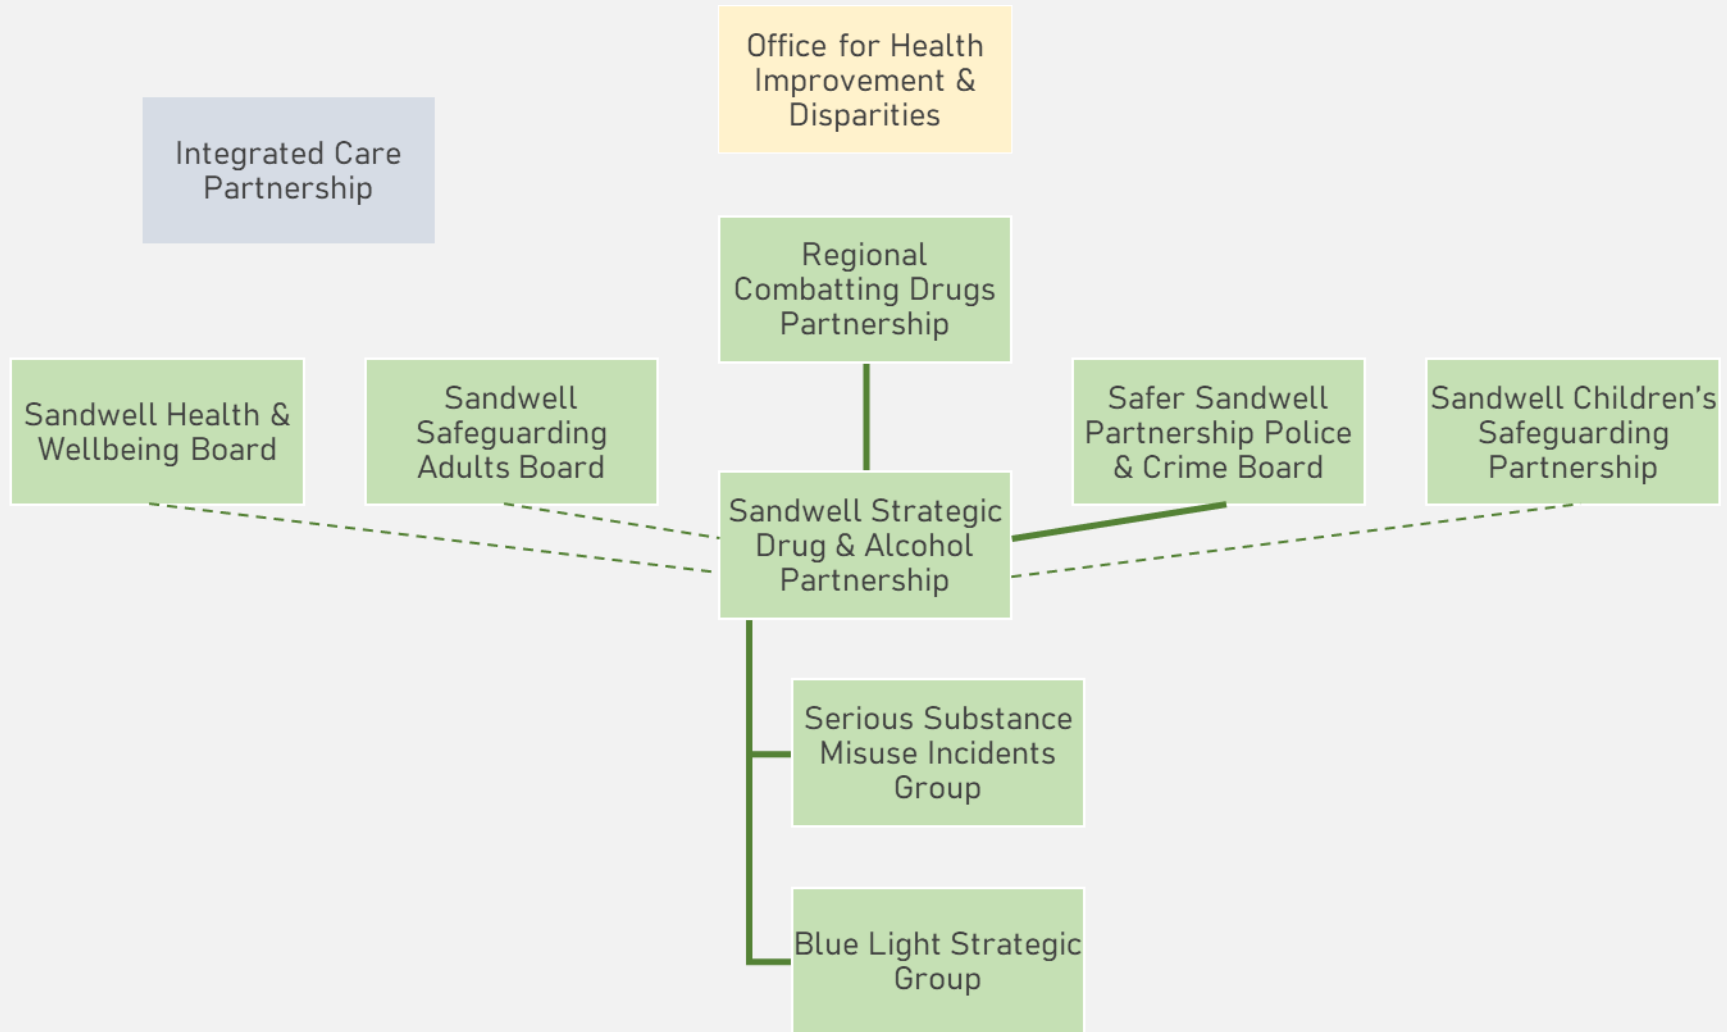 Office for Health
Improvement &
Disparities
Integrated Care
Partnership
Regional
Combatting Drugs
Partnership
Sandwell Health &
Wellbeing Board
Sandwell
Safeguarding
Adults Board
Safer Sandwell
Partnership Police
& Crime Board
Sandwell Children's
Safeguarding
Partnership
Sandwell Strategic
Drug & Alcohol
Partnership
Serious Substance
Misuse Incidents
Group
Blue Light Strategic
Group